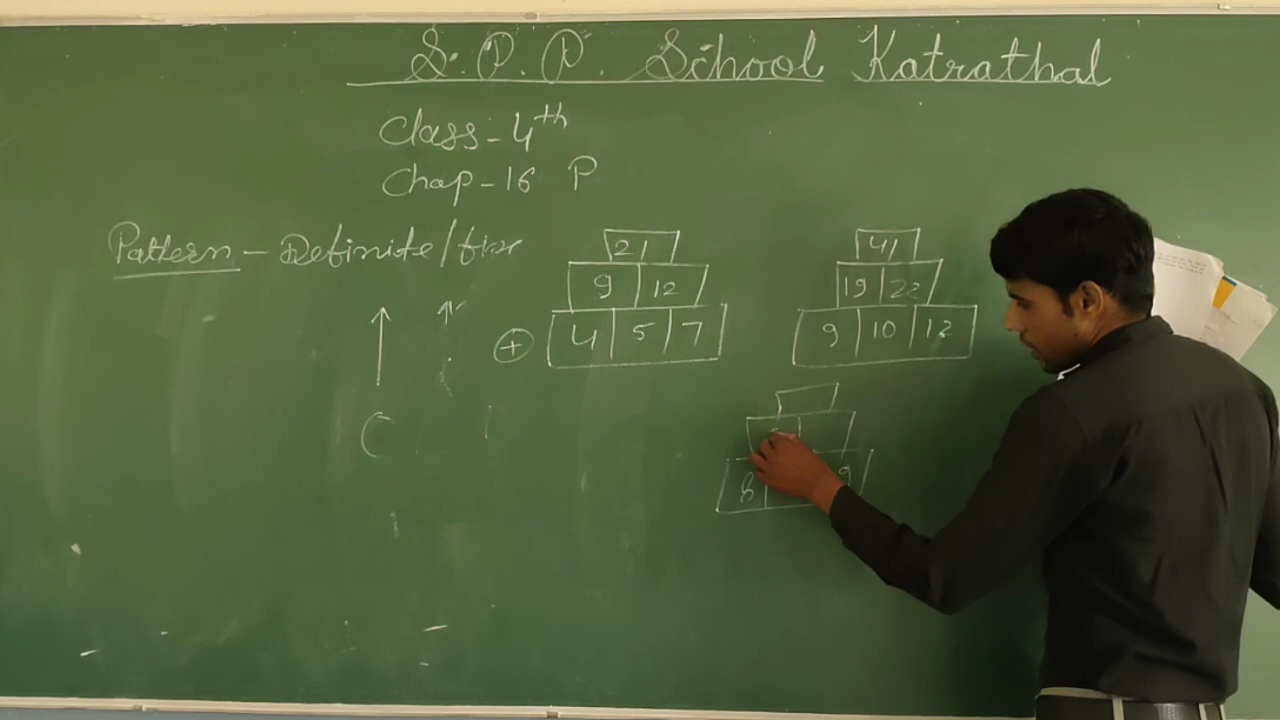 S. P. P. School Katrathal
Class - 4th
Chap - 16 P
Pattern - Definite/fix
21
9 12
+ 4 5 7
41
19 22
9 10 12
8 9